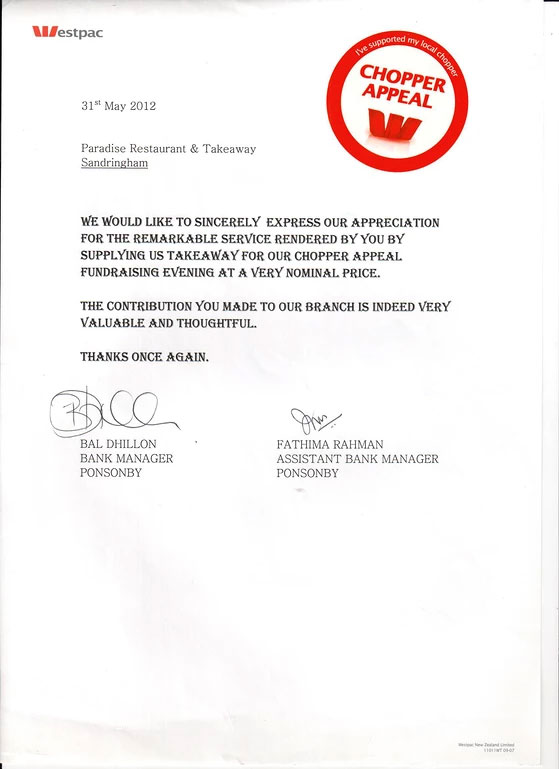 Westpac
I've supported my local chopper
CHOPPER
APPEAL
31st May 2012
Paradise Restaurant & Takeaway
Sandringham
WE WOULD LIKE TO SINCERELY EXPRESS OUR APPRECIATION
FOR THE REMARKABLE SERVICE RENDERED BY YOU BY
SUPPLYING US TAKEAWAY FOR OUR CHOPPER APPEAL
FUNDRAISING EVENING AT A VERY NOMINAL PRICE.
THE CONTRIBUTION YOU MADE TO OUR BRANCH IS INDEED VERY
VALUABLE AND THOUGHTFUL.
THANKS ONCE AGAIN.
BAL DHILLON
BANK MANAGER
PONSONBY
FATHIMA RAHMAN
ASSISTANT BANK MANAGER
PONSONBY
Westpac New Zealand Limited